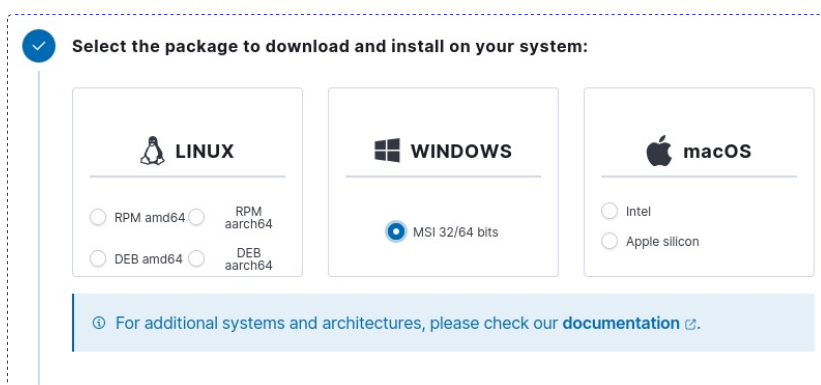 Select the package to download and install on your system:
LINUX
RPM amd64
RPM
aarch64
DEB amd64
DEB
aarch64
WINDOWS
MSI 32/64 bits
macOS
Intel
Apple silicon
For additional systems and architectures, please check our documentation.